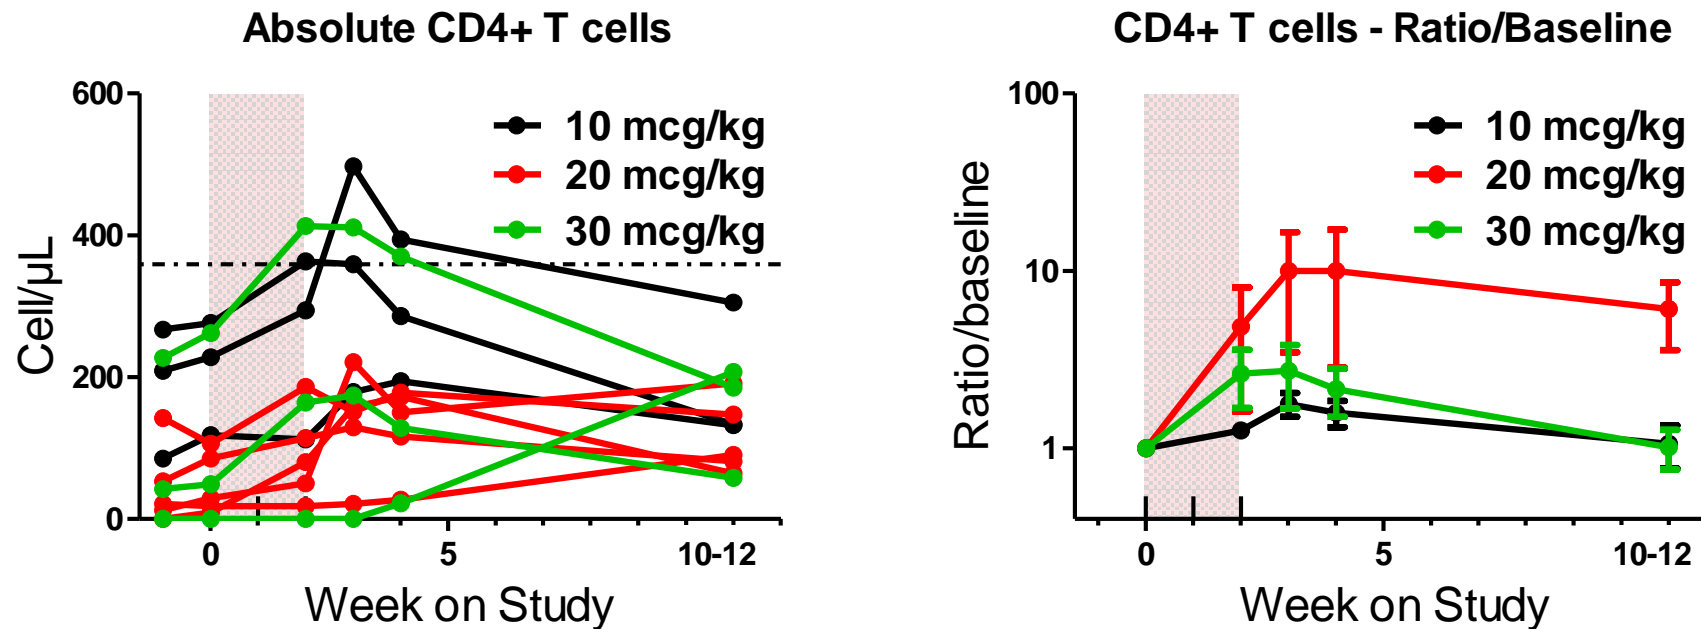 Absolute CD4+ T cells
600
400
200
0
Cell/µL
10 mcg/kg
20 mcg/kg
30 mcg/kg
0
5
10-12
Week on Study
CD4+ T cells - Ratio/Baseline
100
10
1
Ratio/baseline
10 mcg/kg
20 mcg/kg
30 mcg/kg
0
5
10-12
Week on Study